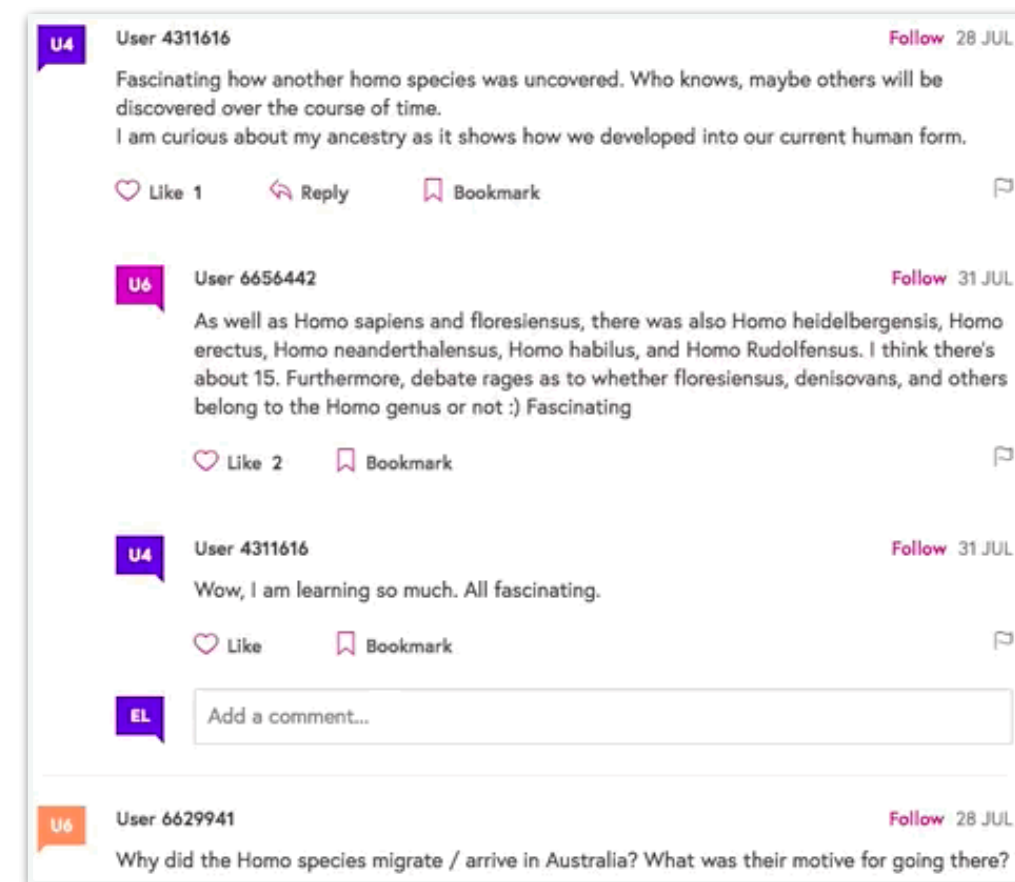 U4 User 4311616 Follow 28 JUL
Fascinating how another homo species was uncovered. Who knows, maybe others will be
discovered over the course of time.
I am curious about my ancestry as it shows how we developed into our current human form.
Like 1 Reply Bookmark
U6 User 6656442 Follow 31 JUL
As well as Homo sapiens and floresiensus, there was also Homo heidelbergensis, Homo
erectus, Homo neanderthalensus, Homo habilus, and Homo Rudolfensus. I think there's
about 15. Furthermore, debate rages as to whether floresiensus, denisovans, and others
belong to the Homo genus or not :) Fascinating
Like 2 Bookmark
U4 User 4311616 Follow 31 JUL
Wow, I am learning so much. All fascinating.
Like Bookmark
EL Add a comment...
U6 User 6629941 Follow 28 JUL
Why did the Homo species migrate / arrive in Australia? What was their motive for going there?